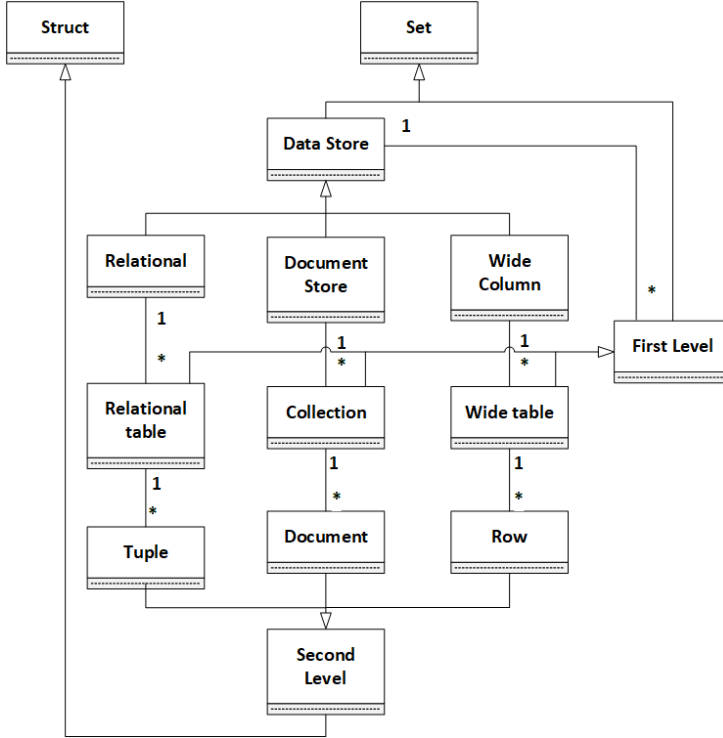 Struct
Set
1
Data Store
Relational
Document
Store
Wide
Column
*
1
1
1
First Level
*
*
*
Relational
table
Collection
Wide table
1
1
1
*
*
*
Tuple
Document
Row
Second
Level